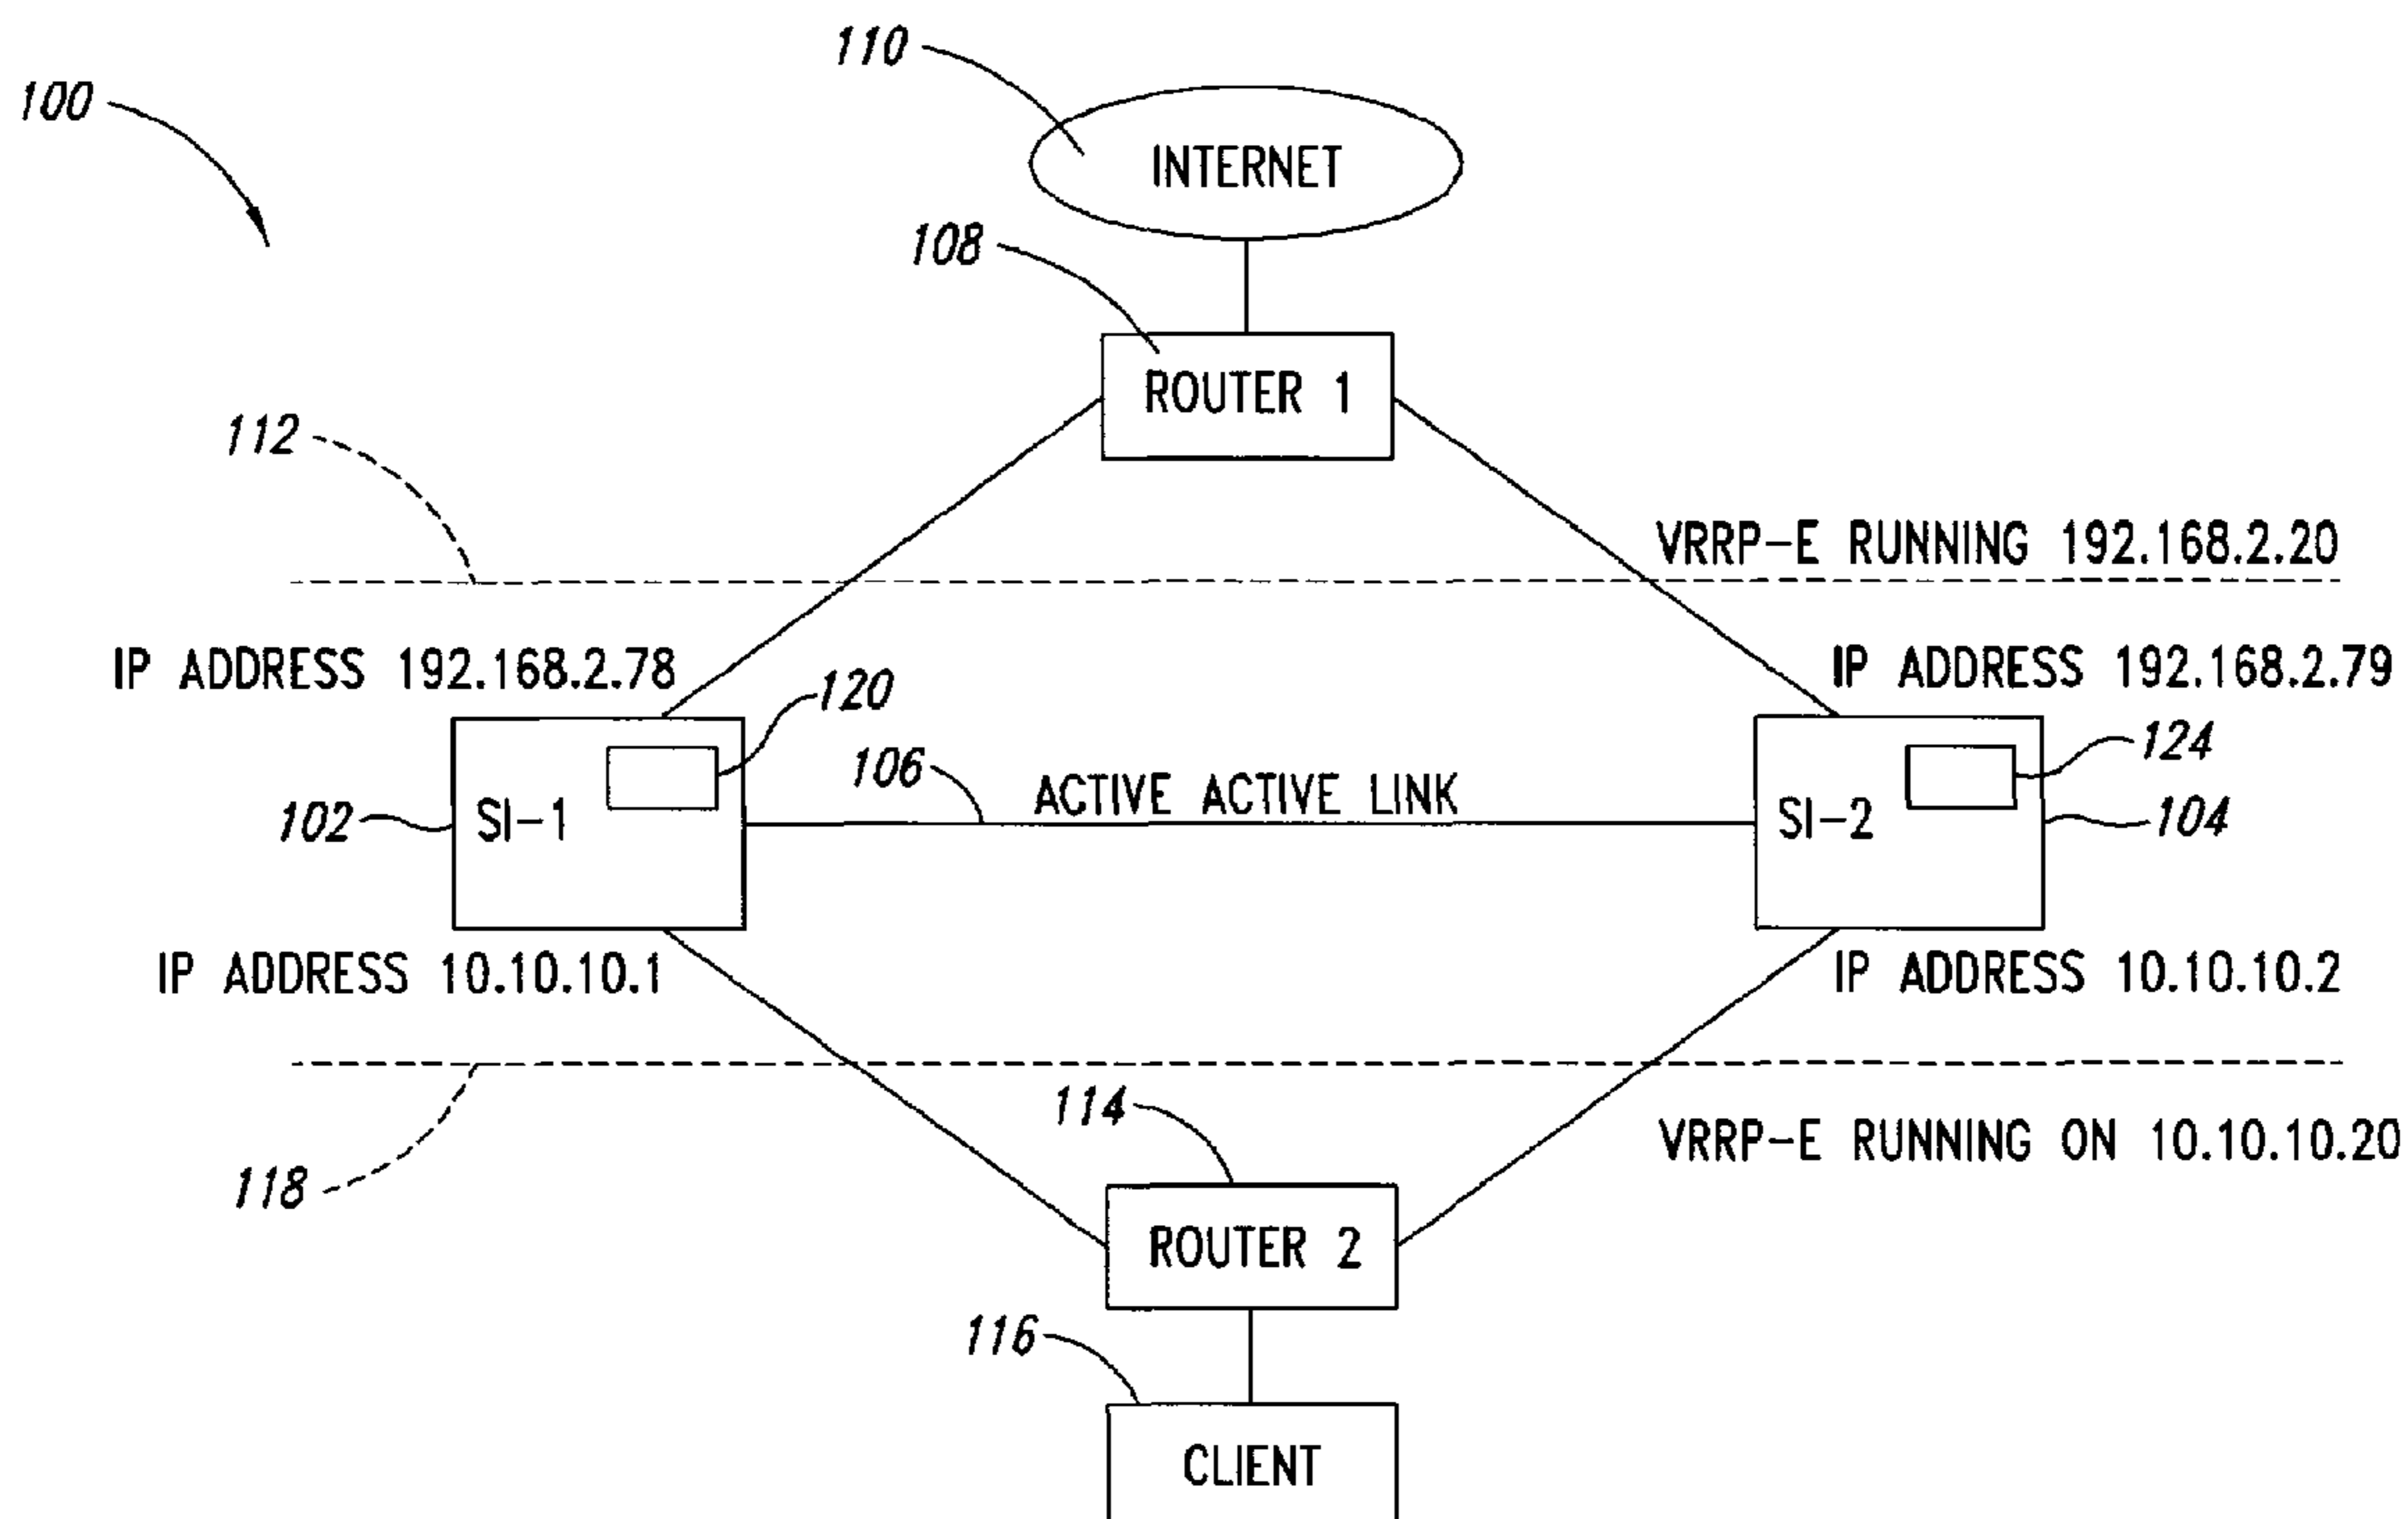 110
100
INTERNET
108
ROUTER 1
112
VRRP-E RUNNING 192.168.2.20
IP ADDRESS 192.168.2.78
IP ADDRESS 192.168.2.79
120
124
106
ACTIVE ACTIVE LINK
102
SI-1
SI-2
104
IP ADDRESS 10.10.10.1
IP ADDRESS 10.10.10.2
114
VRRP-E RUNNING ON 10.10.10.20
118
ROUTER 2
116
CLIENT